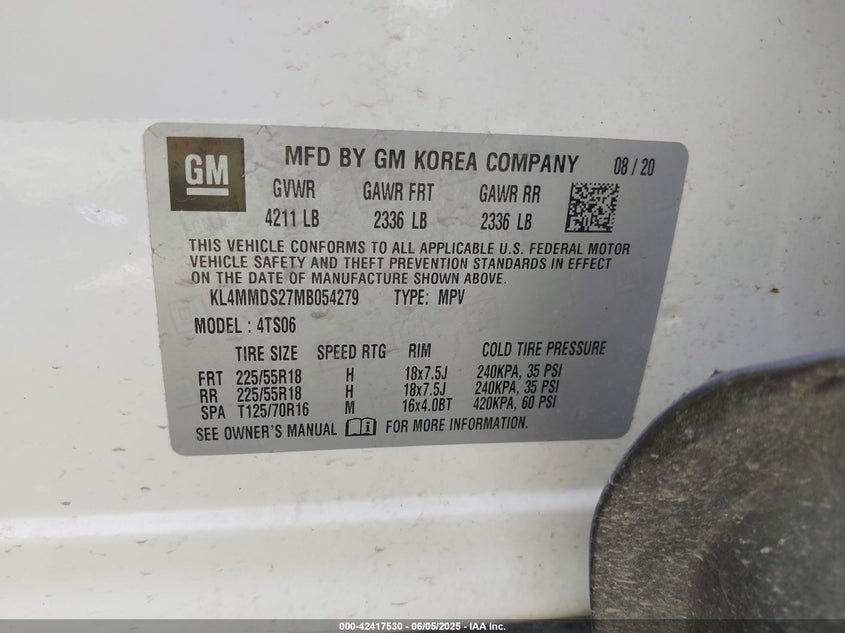 GM
MFD BY GM KOREA COMPANY 08 / 20
GVWR GAWR FRT GAWR RR
4211 LB 2336 LB 2336 LB
THIS VEHICLE CONFORMS TO ALL APPLICABLE U.S. FEDERAL MOTOR
VEHICLE SAFETY AND THEFT PREVENTION STANDARDS IN EFFECT
ON THE DATE OF MANUFACTURE SHOWN ABOVE.
KL4MMDS27MB054279 TYPE: MPV
MODEL : 4TS06
TIRE SIZE SPEED RTG RIM COLD TIRE PRESSURE
FRT 225/55R18 H 18x7.5J 240KPA, 35 PSI
RR 225/55R18 H 18x7.5J 240KPA, 35 PSI
SPA T125/70R16 M 16x4.0BT 420KPA, 60 PSI
SEE OWNER'S MANUAL FOR MORE INFORMATION.
000-42417530 - 06/05/2025 - IAA Inc.